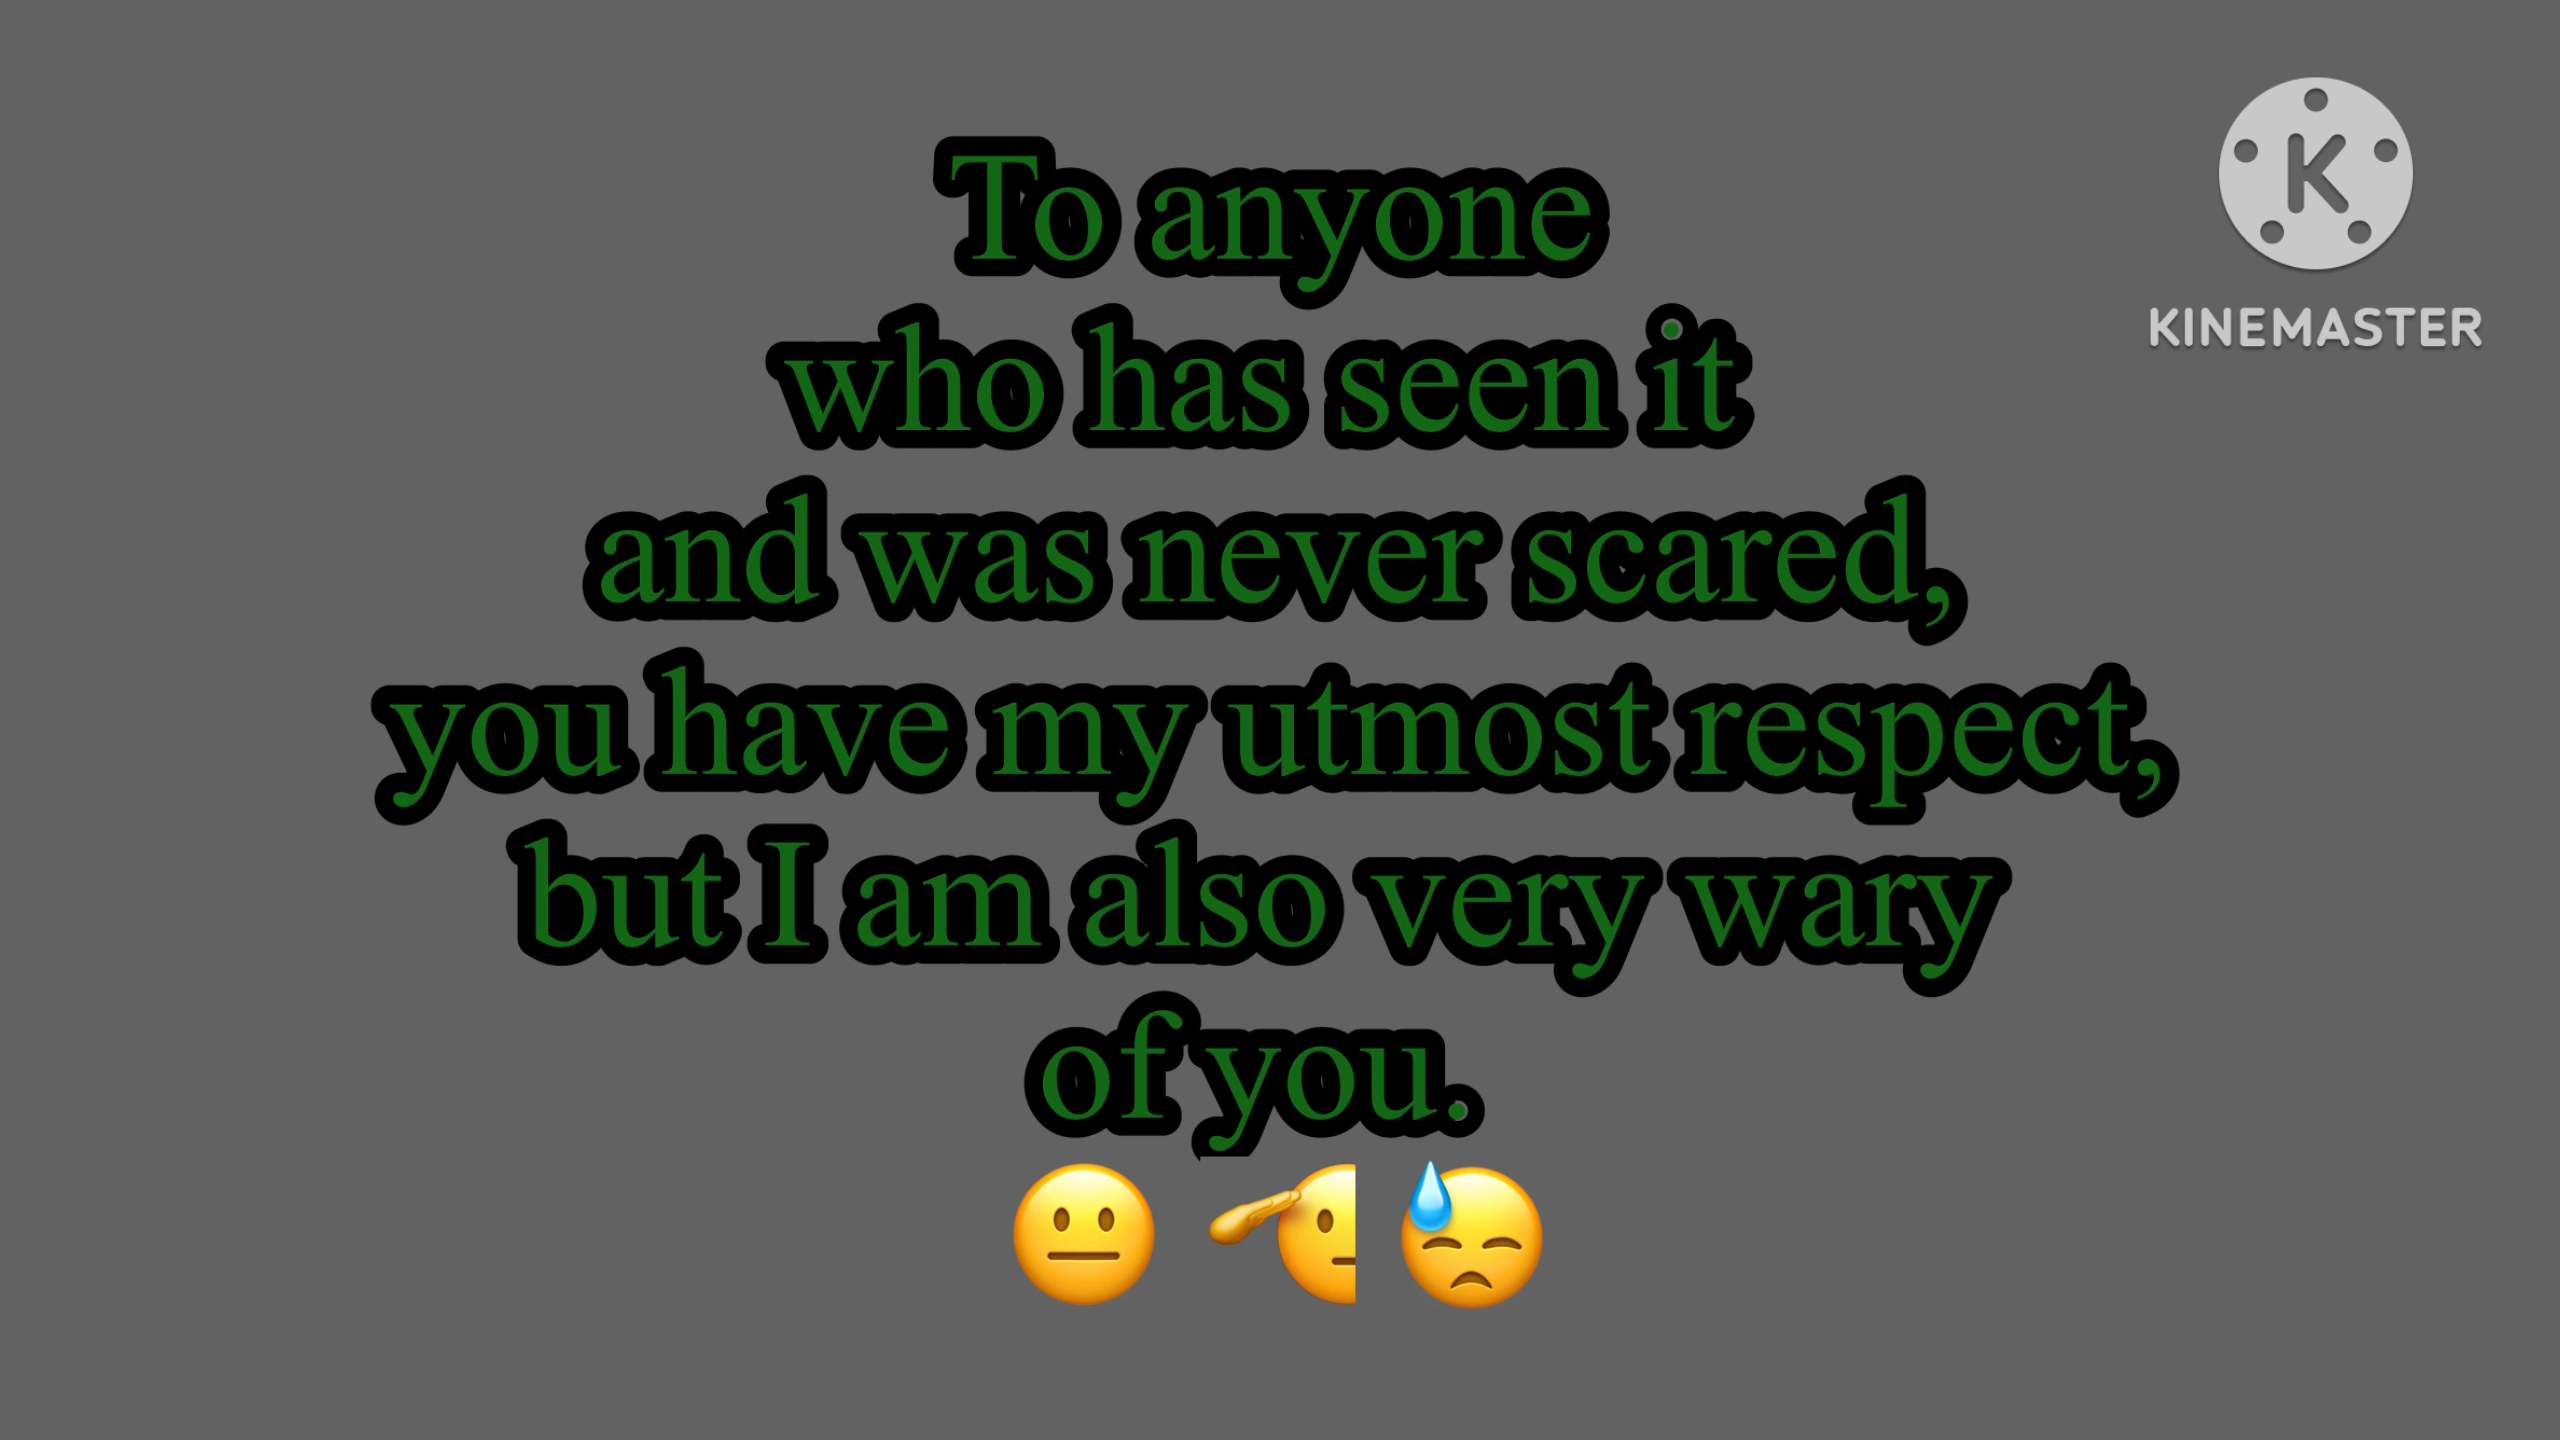 To anyone
who has seen it
and was never scared,
you have my utmost respect,
but I am also very wary
of you.
😐 🫡 😓
K
KINEMASTER